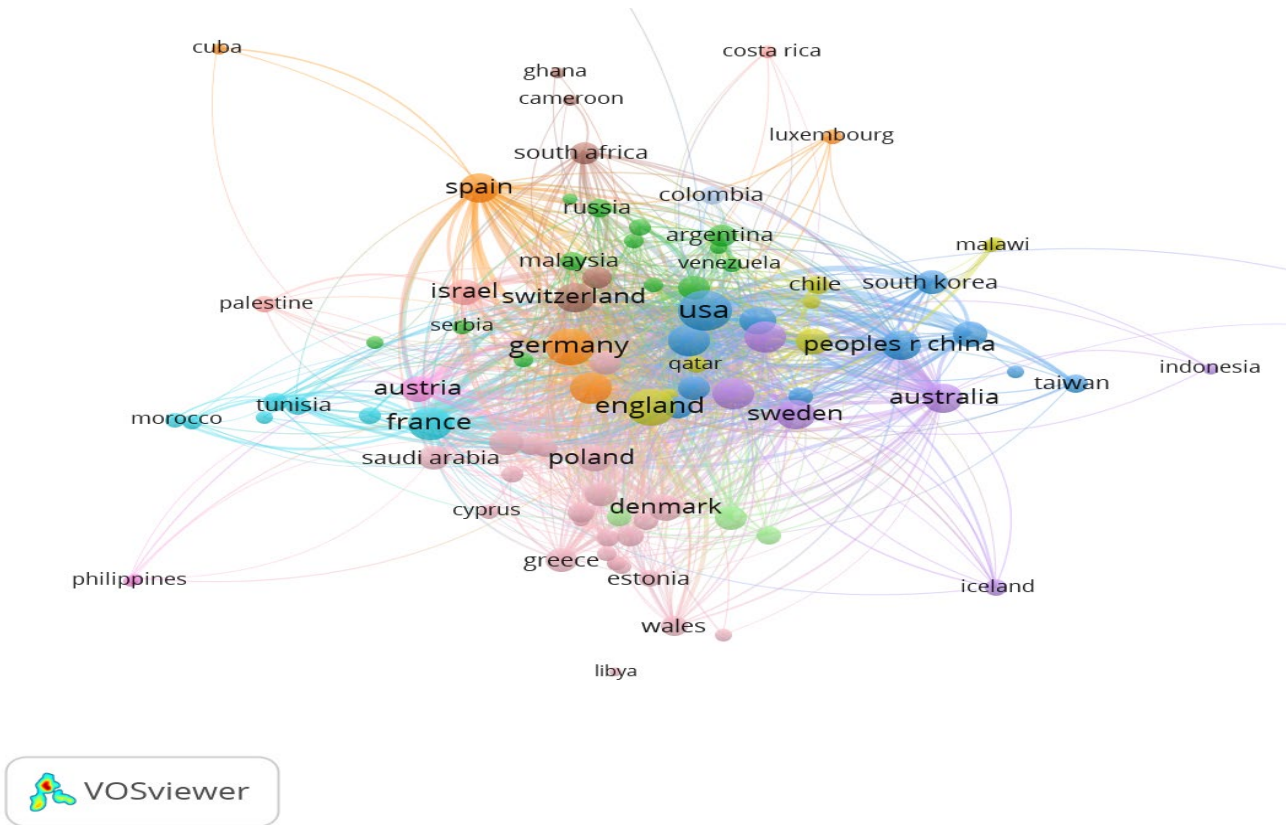 cuba
costa rica
ghana
cameroon
luxembourg
south africa
spain
colombia
russia
argentina
malawi
malaysia
venezuela
chile
south korea
israel
switzerland
palestine
usa
serbia
germany
peoples r china
qatar
indonesia
austria
taiwan
australia
tunisia
england
sweden
morocco
france
saudi arabia
poland
cyprus
denmark
greece
estonia
philippines
iceland
wales
libya
VOSviewer